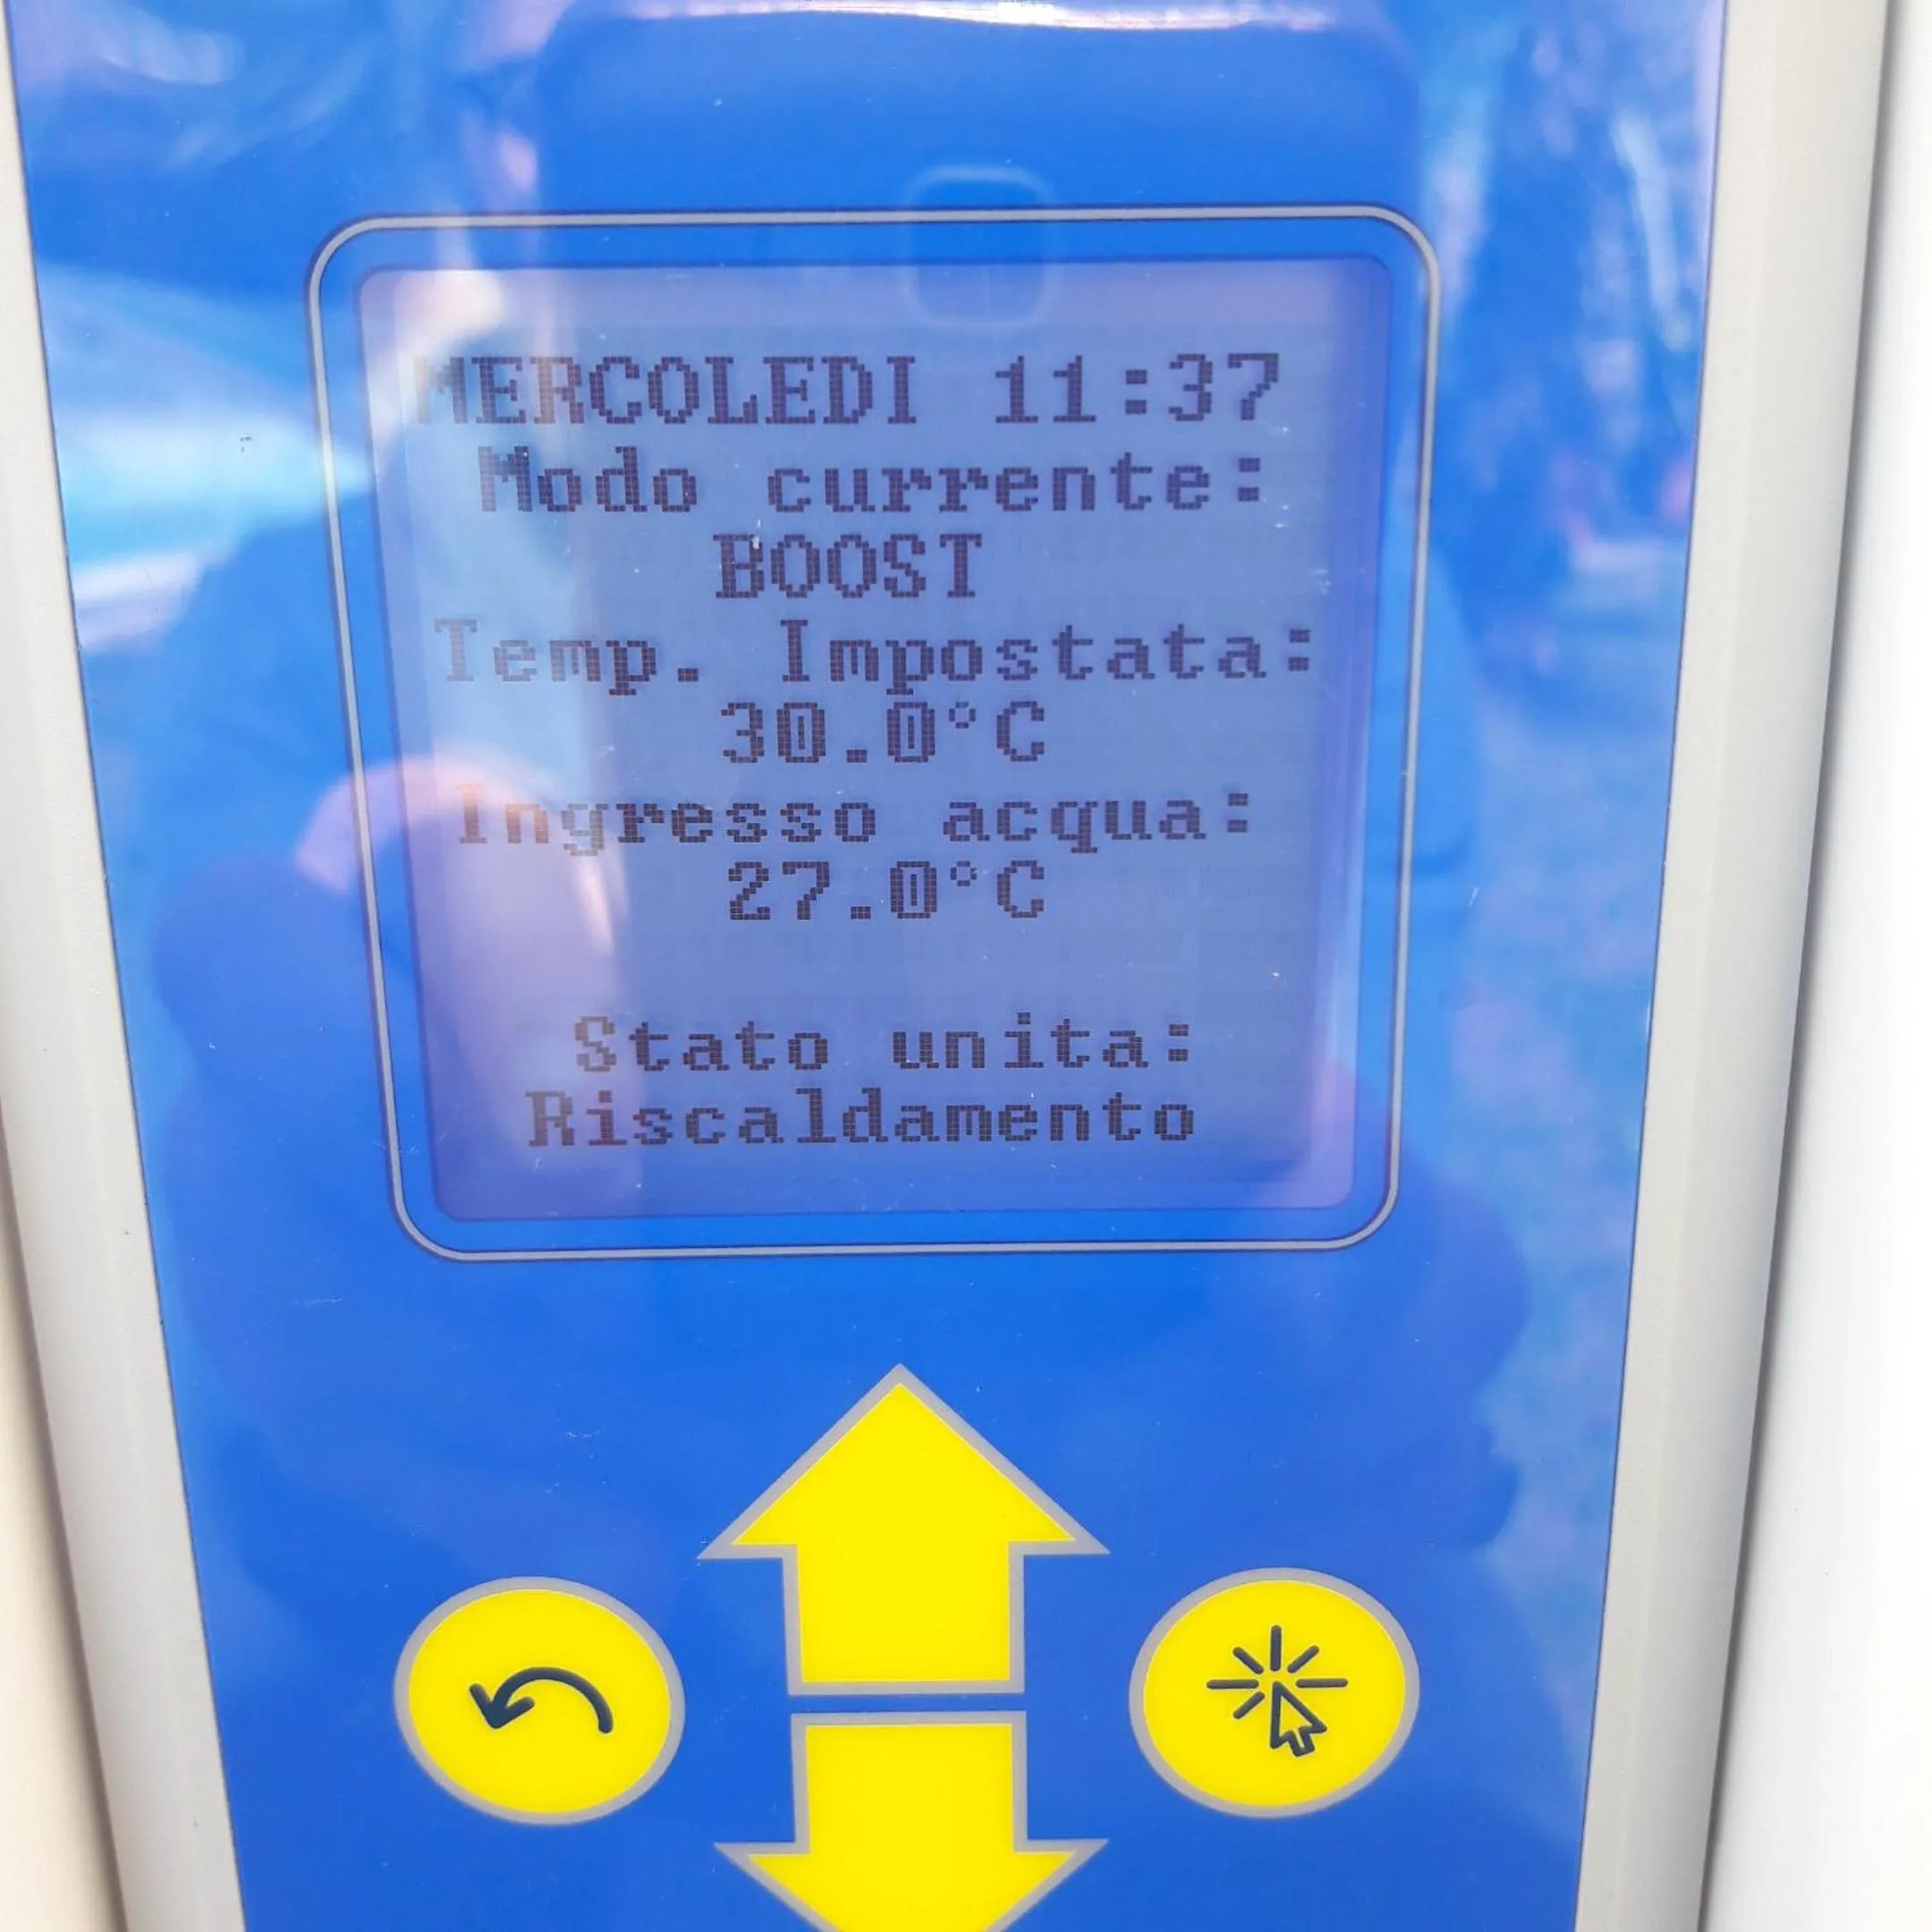 MERCOLEDI 11:37
Modo currente:
BOOST
Temp. Impostata:
30.0°C
Ingresso acqua:
27.0°C
Stato unita:
Riscaldamento